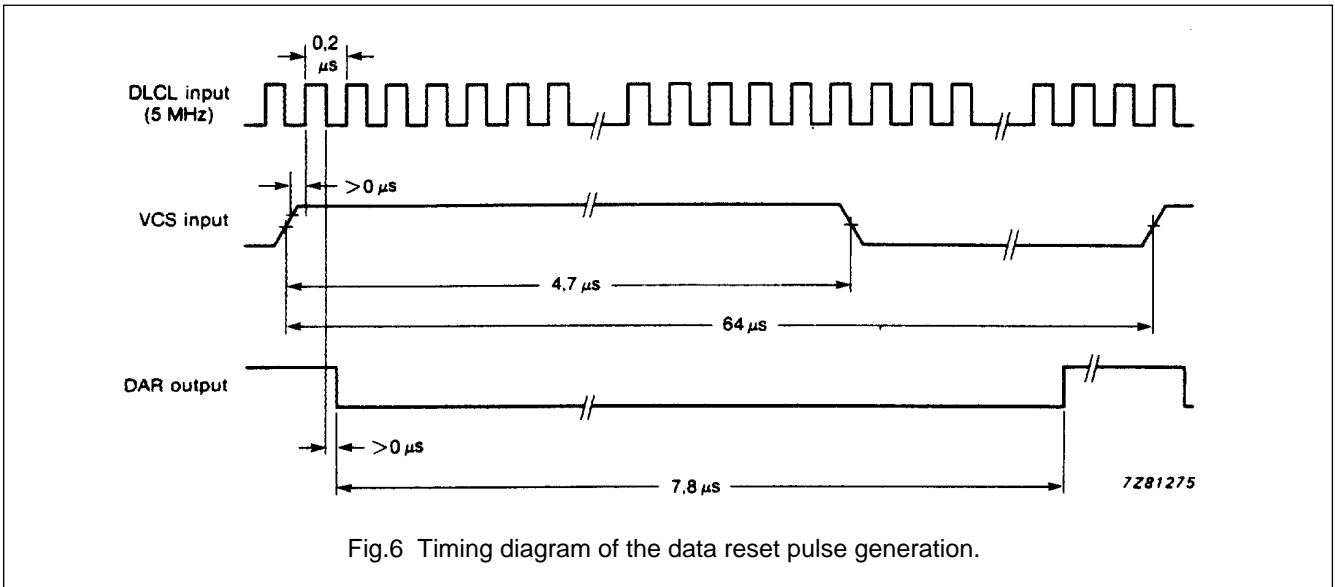 0,2
μs
DLCL input
(5 MHz)
>0 μs
VCS input
4,7 μs
64 μs
DAR output
>0 μs
7,8 μs
7Z81275
Fig.6 Timing diagram of the data reset pulse generation.